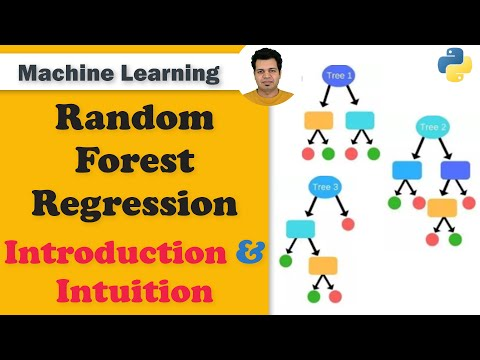 Machine Learning
Random
Forest
Regression
Introduction &
Intuition
Tree 1
Tree 2
Tree 3